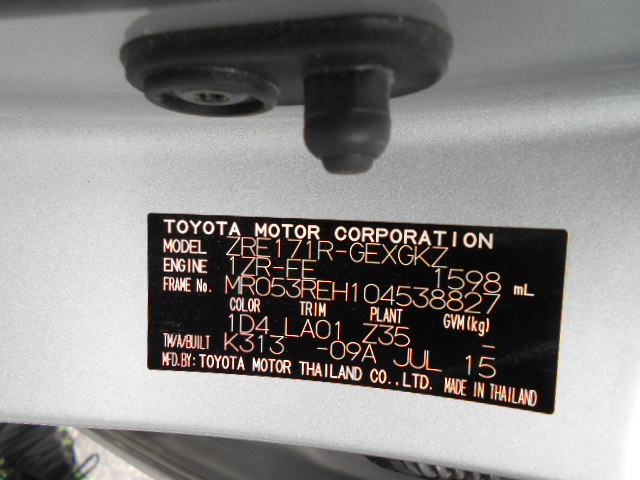 TOYOTA MOTOR CORPORATION
MODEL ZRE171R-GEXGKZ
ENGINE 1ZR-FE 1598 mL
FRAME No. MR053REH104538827
COLOR TRIM PLANT GVM(kg)
1D4 LA01 Z35 -
TM/A/BUILT K313 -09A JUL 15
MFD.BY:TOYOTA MOTOR THAILAND CO.,LTD. MADE IN THAILAND